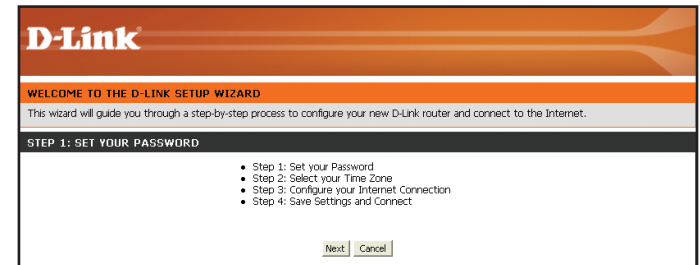 D-Link
WELCOME TO THE D-LINK SETUP WIZARD
This wizard will guide you through a step-by-step process to configure your new D-Link router and connect to the Internet.
STEP 1: SET YOUR PASSWORD
• Step 1: Set your Password
• Step 2: Select your Time Zone
• Step 3: Configure your Internet Connection
• Step 4: Save Settings and Connect
Next Cancel